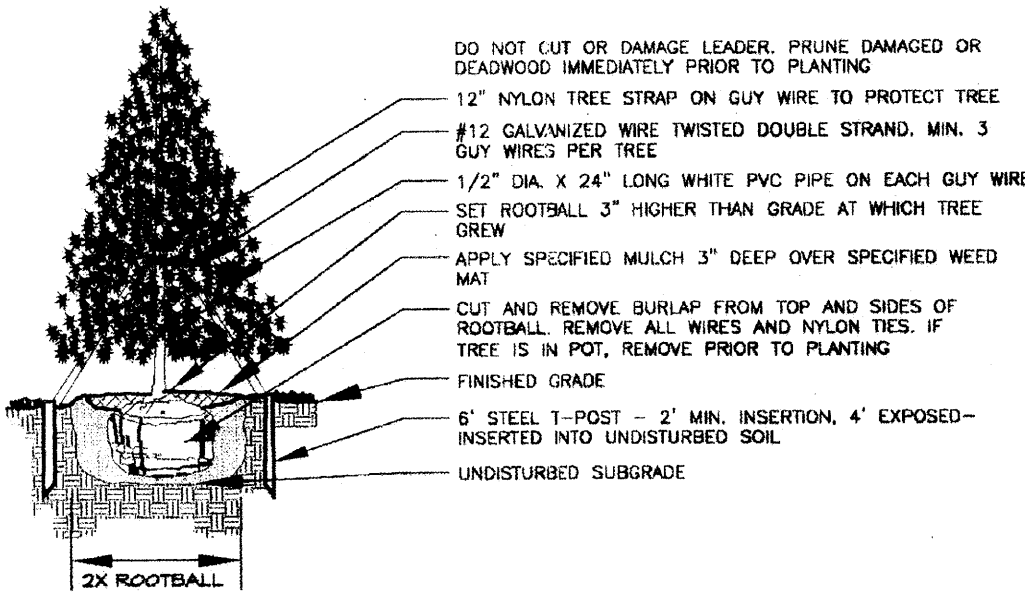 DO NOT CUT OR DAMAGE LEADER. PRUNE DAMAGED OR
DEADWOOD IMMEDIATELY PRIOR TO PLANTING
12" NYLON TREE STRAP ON GUY WIRE TO PROTECT TREE
#12 GALVANIZED WIRE TWISTED DOUBLE STRAND. MIN. 3
GUY WIRES PER TREE
1/2" DIA. X 24" LONG WHITE PVC PIPE ON EACH GUY WIRE
SET ROOTBALL 3" HIGHER THAN GRADE AT WHICH TREE
GREW
APPLY SPECIFIED MULCH 3" DEEP OVER SPECIFIED WEED
MAT
CUT AND REMOVE BURLAP FROM TOP AND SIDES OF
ROOTBALL. REMOVE ALL WIRES AND NYLON TIES. IF
TREE IS IN POT, REMOVE PRIOR TO PLANTING
FINISHED GRADE
6' STEEL T-POST - 2' MIN. INSERTION, 4' EXPOSED-
INSERTED INTO UNDISTURBED SOIL
UNDISTURBED SUBGRADE
2X ROOTBALL